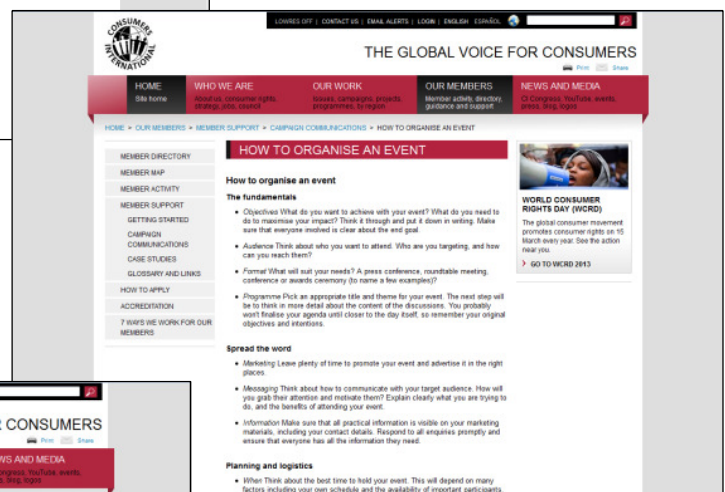 CONSUMERS
INTERNATIONAL
LOWRES OFF | CONTACT US | EMAIL ALERTS | LOGIN | ENGLISH ESPAÑOL
THE GLOBAL VOICE FOR CONSUMERS
Print Share
HOME
Site home
WHO WE ARE
About us, consumer rights,
strategy, jobs, council
OUR WORK
Issues, campaigns, projects,
programmes, by region
OUR MEMBERS
Member activity, directory,
guidance and support
NEWS AND MEDIA
CI Congress, YouTube, events,
press, blog, logos
HOME > OUR MEMBERS > MEMBER SUPPORT > CAMPAIGN COMMUNICATIONS > HOW TO ORGANISE AN EVENT
MEMBER DIRECTORY
MEMBER MAP
MEMBER ACTIVITY
MEMBER SUPPORT
GETTING STARTED
CAMPAIGN
COMMUNICATIONS
CASE STUDIES
GLOSSARY AND LINKS
HOW TO APPLY
ACCREDITATION
7 WAYS WE WORK FOR OUR
MEMBERS
HOW TO ORGANISE AN EVENT
How to organise an event
The fundamentals
• Objectives What do you want to achieve with your event? What do you need to
do to maximise your impact? Think it through and put it down in writing. Make
sure that everyone involved is clear about the end goal.
• Audience Think about who you want to attend. Who are you targeting, and how
can you reach them?
• Format What will suit your needs? A press conference, roundtable meeting,
conference or awards ceremony (to name a few examples)?
• Programme Pick an appropriate title and theme for your event. The next step will
be to think in more detail about the content of the discussions. You probably
won't finalise your agenda until closer to the day itself, so remember your original
objectives and intentions.
Spread the word
• Marketing Leave plenty of time to promote your event and advertise it in the right
places.
• Messaging Think about how to communicate with your target audience. How will
you grab their attention and motivate them? Explain clearly what you are trying to
do, and the benefits of attending your event.
• Information Make sure that all practical information is visible on your marketing
materials, including your contact details. Respond to all enquiries promptly and
ensure that everyone has all the information they need.
Planning and logistics
• When Think about the best time to hold your event. This will depend on many
factors including your own schedule and the availability of important participants
WORLD CONSUMER
RIGHTS DAY (WCRD)
The global consumer movement
promotes consumer rights on 15
March every year. See the action
near you.
> GO TO WCRD 2013
CONSUMERS
Print Share
WS AND MEDIA
Congress, YouTube, events,
s, blog, logos